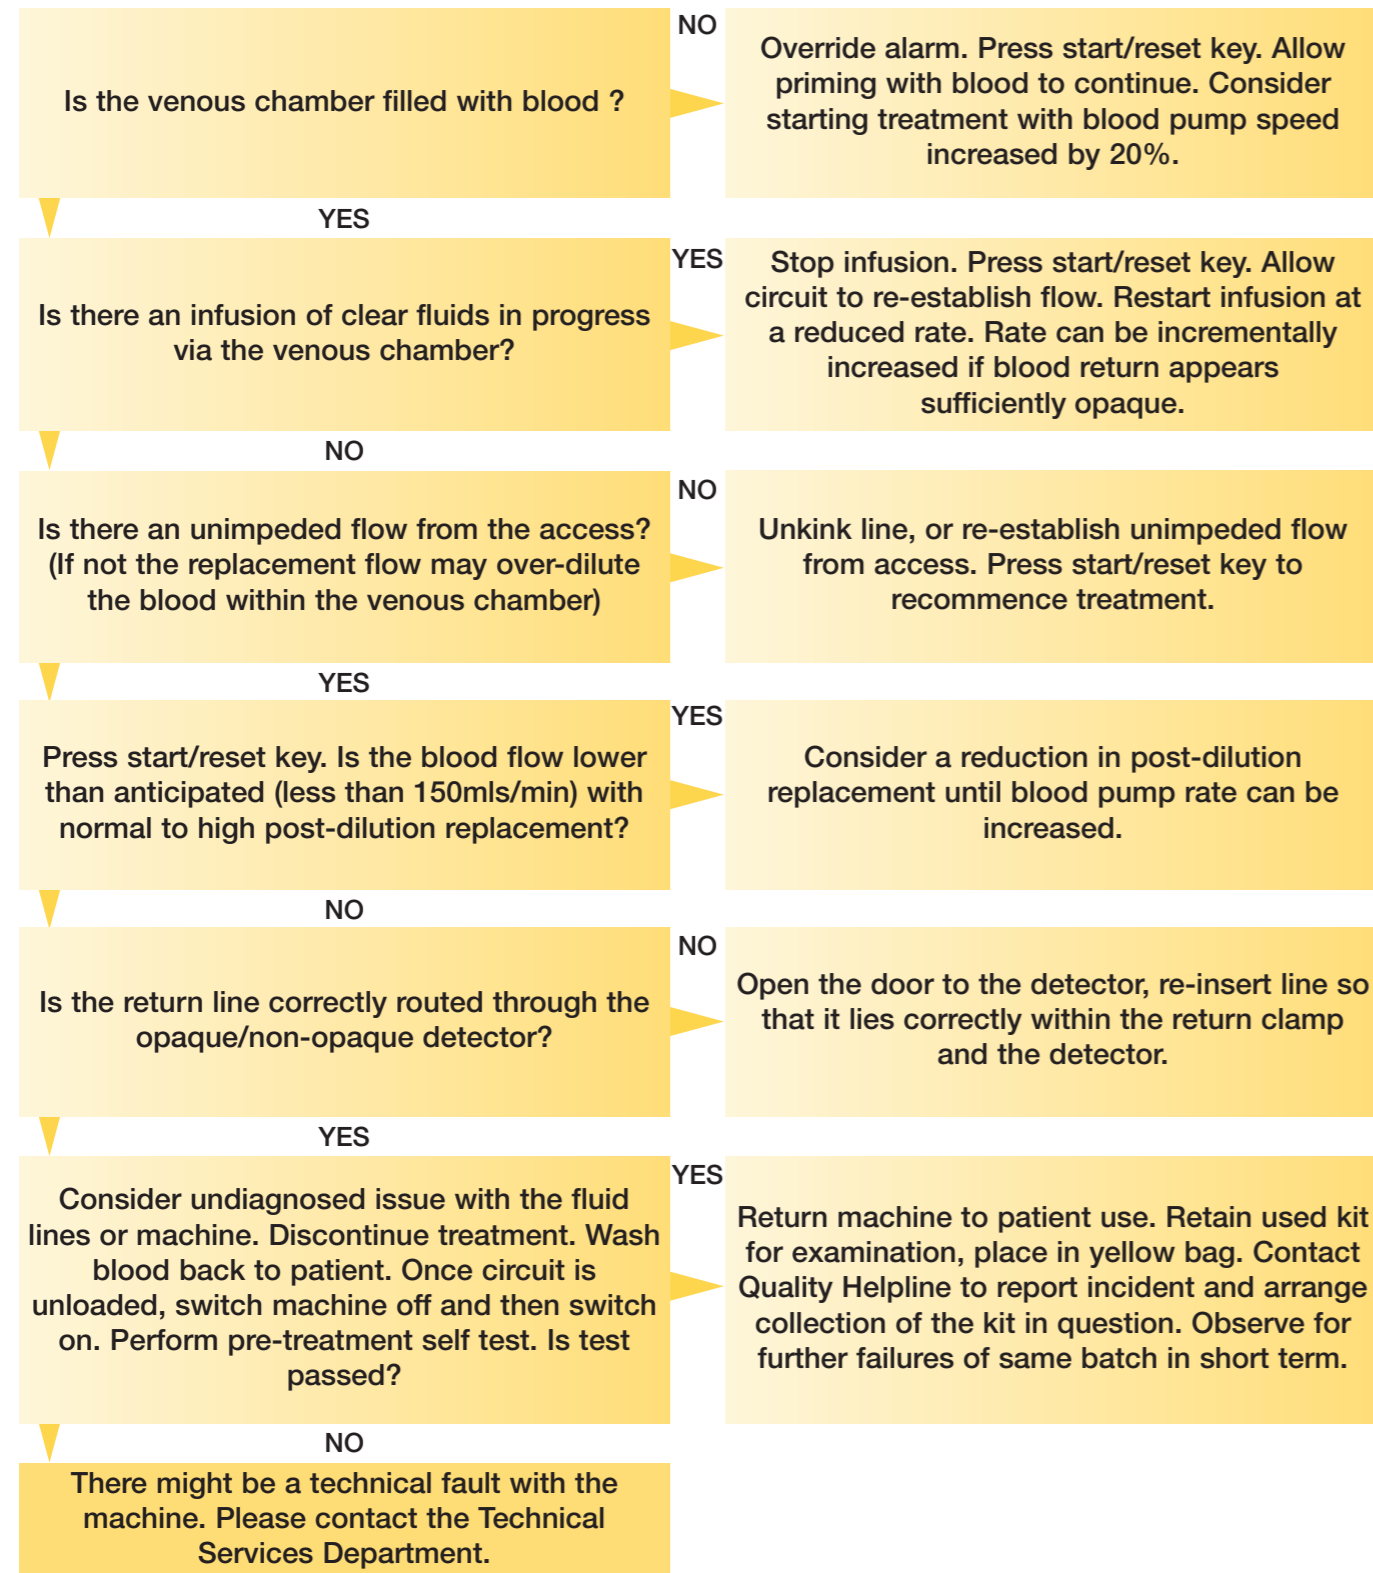 Is the venous chamber filled with blood ?
NO
Override alarm. Press start/reset key. Allow
priming with blood to continue. Consider
starting treatment with blood pump speed
increased by 20%.
YES
Is there an infusion of clear fluids in progress
via the venous chamber?
YES
Stop infusion. Press start/reset key. Allow
circuit to re-establish flow. Restart infusion at
a reduced rate. Rate can be incrementally
increased if blood return appears
sufficiently opaque.
NO
Is there an unimpeded flow from the access?
(If not the replacement flow may over-dilute
the blood within the venous chamber)
NO
Unkink line, or re-establish unimpeded flow
from access. Press start/reset key to
recommence treatment.
YES
Press start/reset key. Is the blood flow lower
than anticipated (less than 150mls/min) with
normal to high post-dilution replacement?
YES
Consider a reduction in post-dilution
replacement until blood pump rate can be
increased.
NO
Is the return line correctly routed through the
opaque/non-opaque detector?
NO
Open the door to the detector, re-insert line so
that it lies correctly within the return clamp
and the detector.
YES
Consider undiagnosed issue with the fluid
lines or machine. Discontinue treatment. Wash
blood back to patient. Once circuit is
unloaded, switch machine off and then switch
on. Perform pre-treatment self test. Is test
passed?
YES
Return machine to patient use. Retain used kit
for examination, place in yellow bag. Contact
Quality Helpline to report incident and arrange
collection of the kit in question. Observe for
further failures of same batch in short term.
NO
There might be a technical fault with the
machine. Please contact the Technical
Services Department.